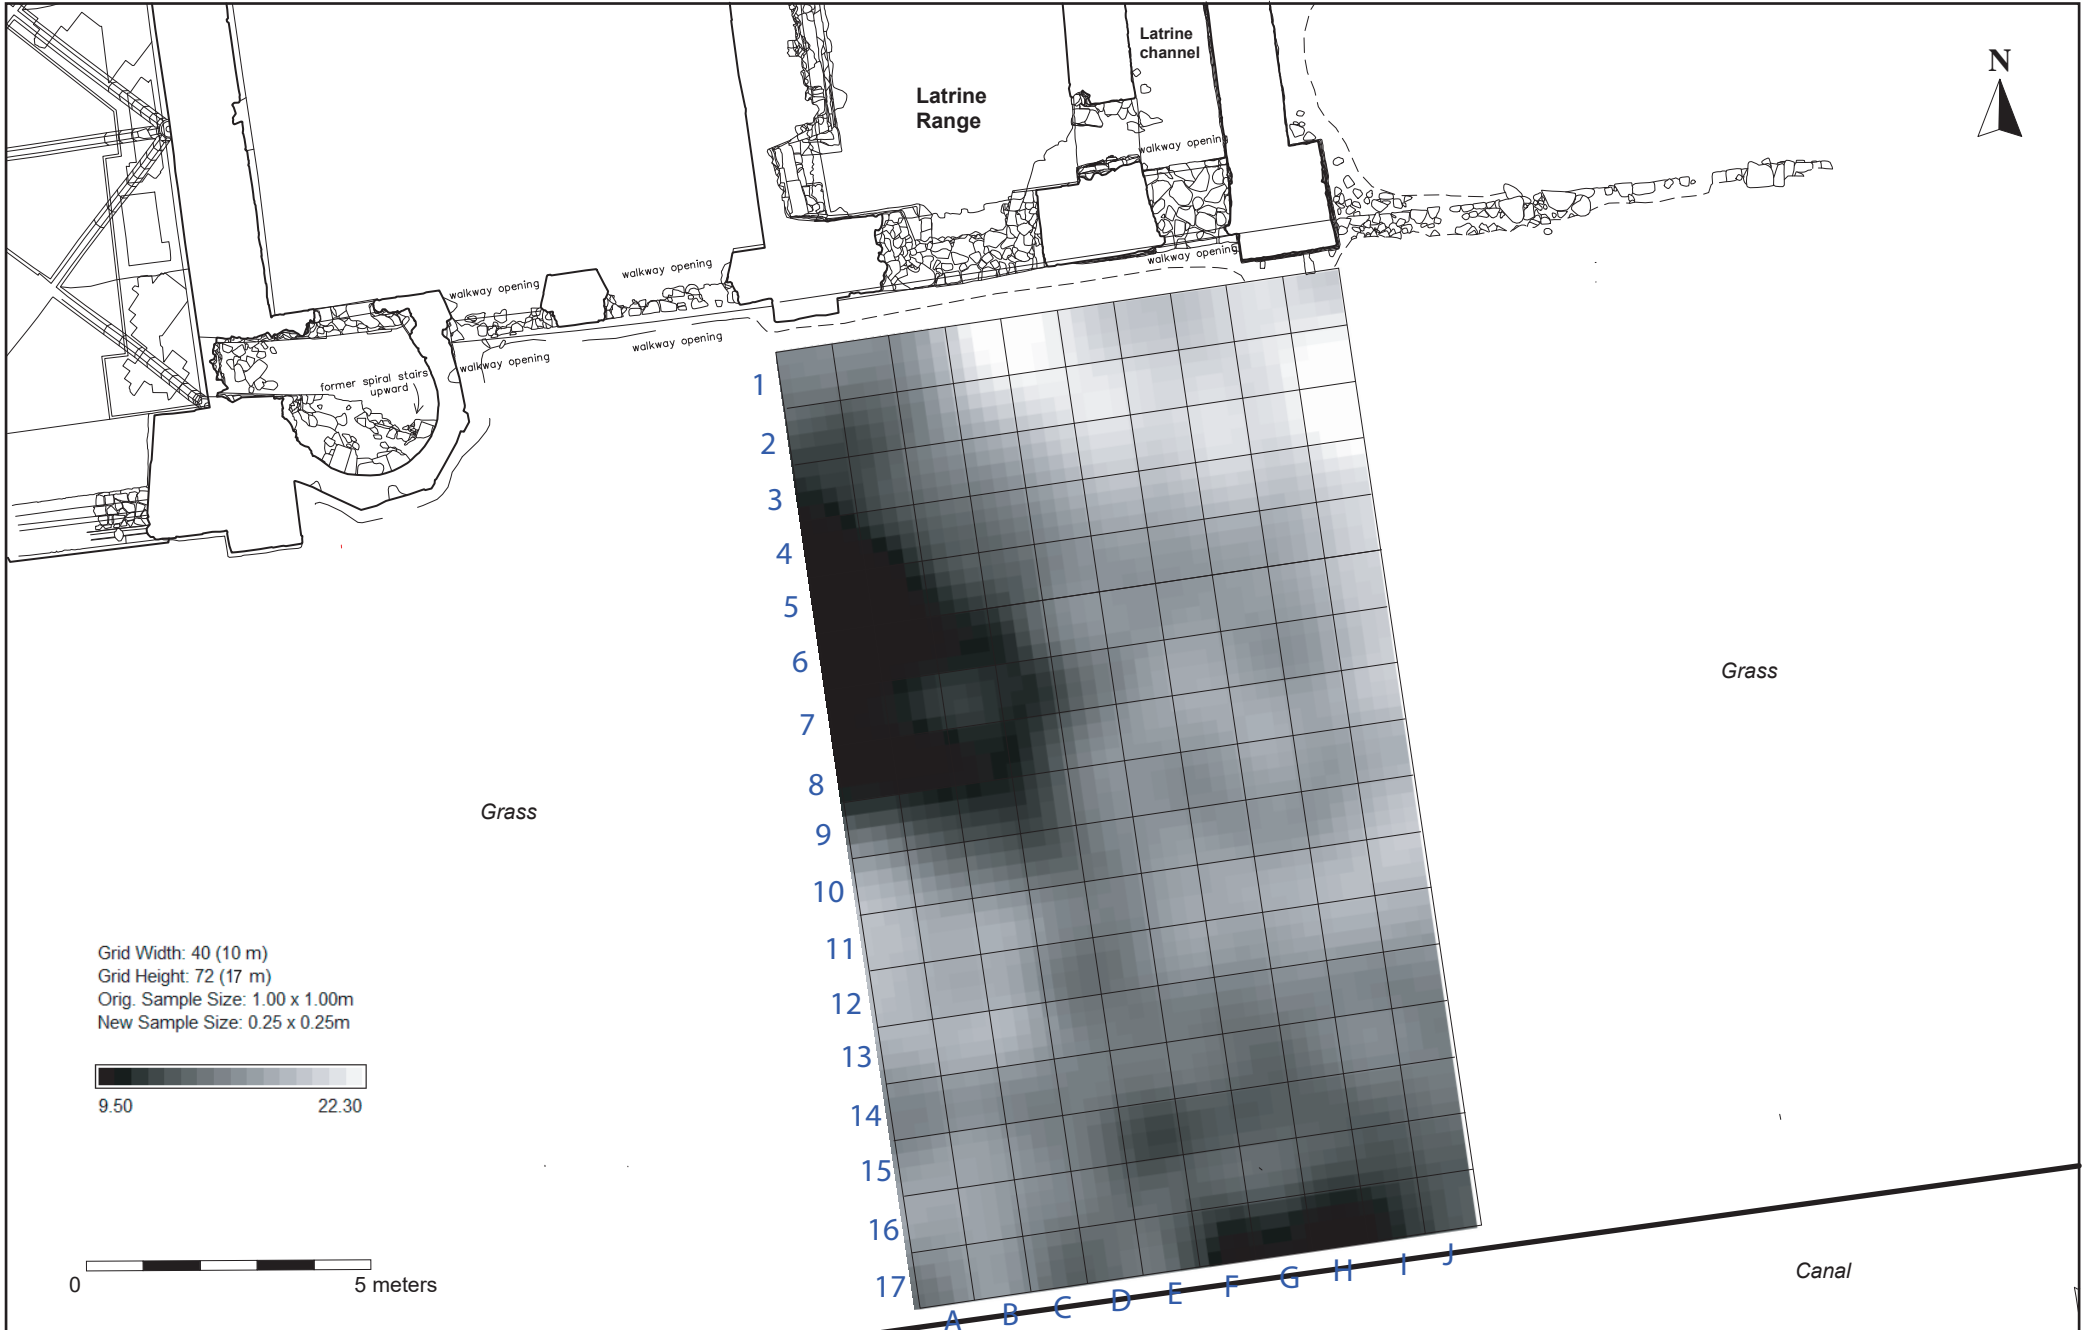 Latrine
channel
N
Latrine
Range
walkway opening
walkway opening
walkway opening
walkway opening
walkway opening
walkway opening
former spiral stairs
upward
1
2
3
4
5
6
7
8
9
10
11
12
13
14
15
16
17
Grass
Grass
Grid Width: 40 (10 m)
Grid Height: 72 (17 m)
Orig. Sample Size: 1.00 x 1.00m
New Sample Size: 0.25 x 0.25m
9.50 22.30
0 5 meters
A B C D E F G H I J
Canal